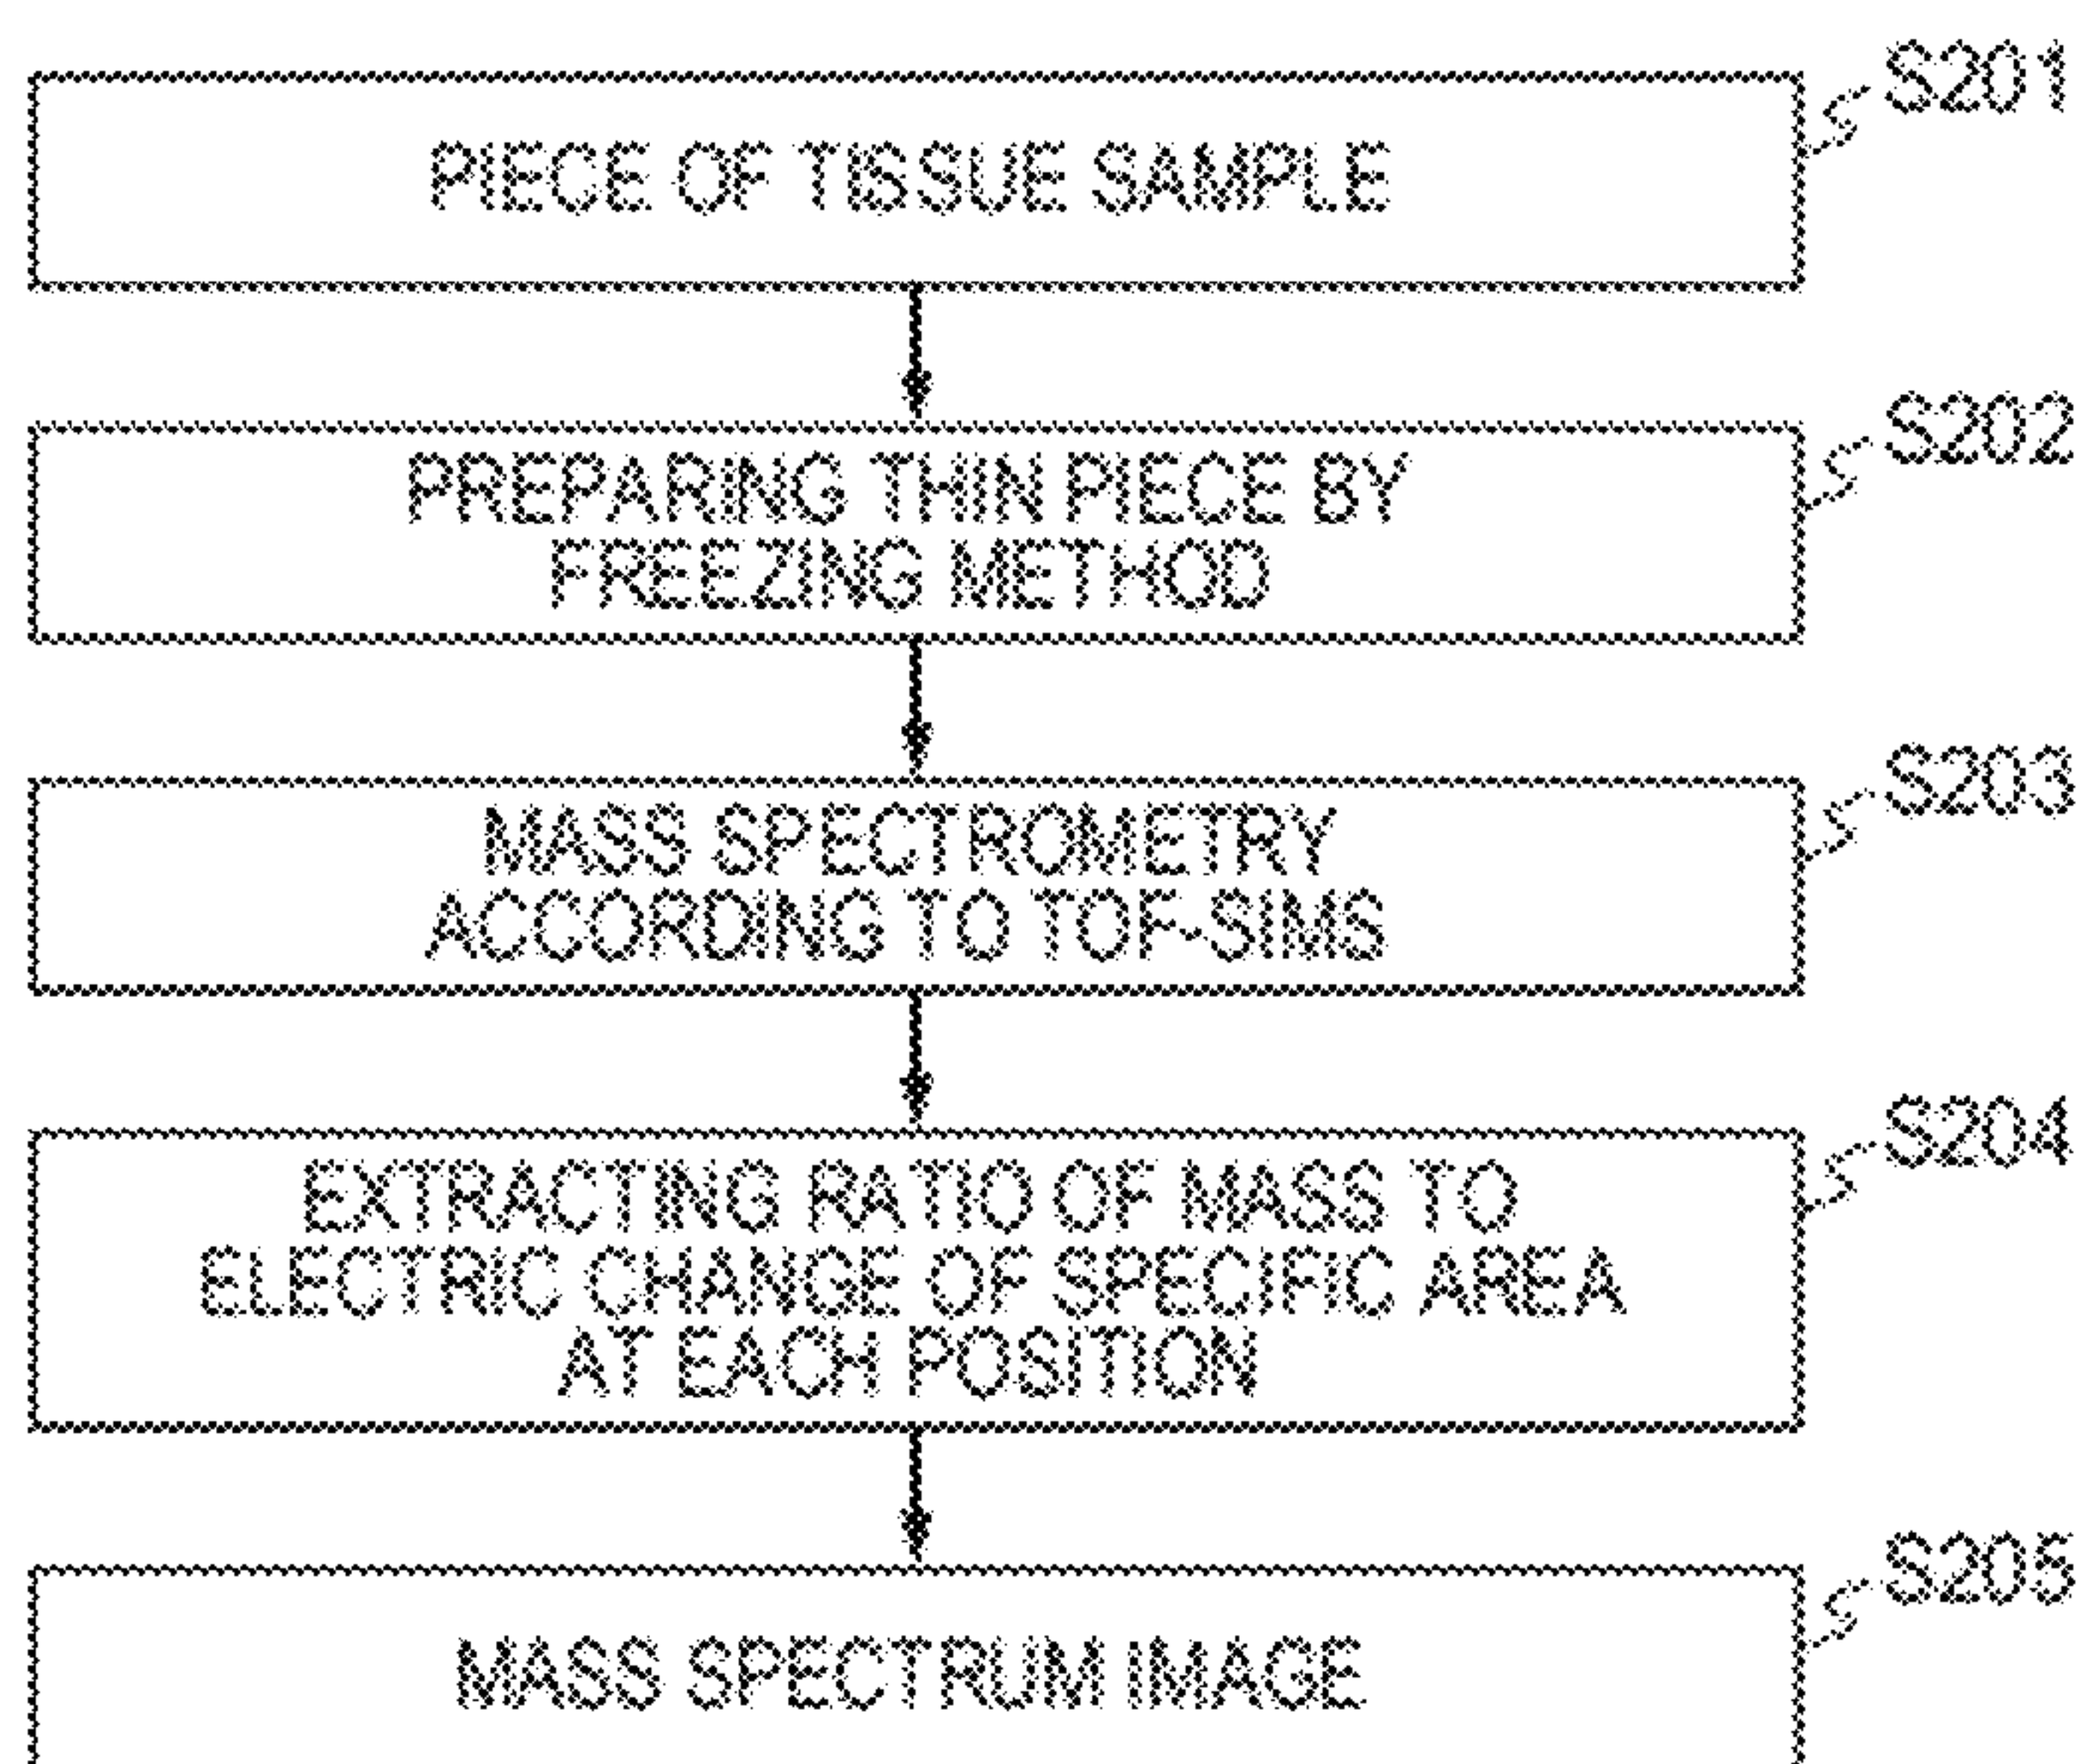 S201
PIECE OF TISSUE SAMPLE
S202
PREPARING THIN PIECE BY
FREEZING METHOD
S203
MASS SPECTROMETRY
ACCORDING TO TOF-SIMS
S204
EXTRACTING RATIO OF MASS TO
ELECTRIC CHANGE OF SPECIFIC AREA
AT EACH POSITION
S205
MASS SPECTRUM IMAGE